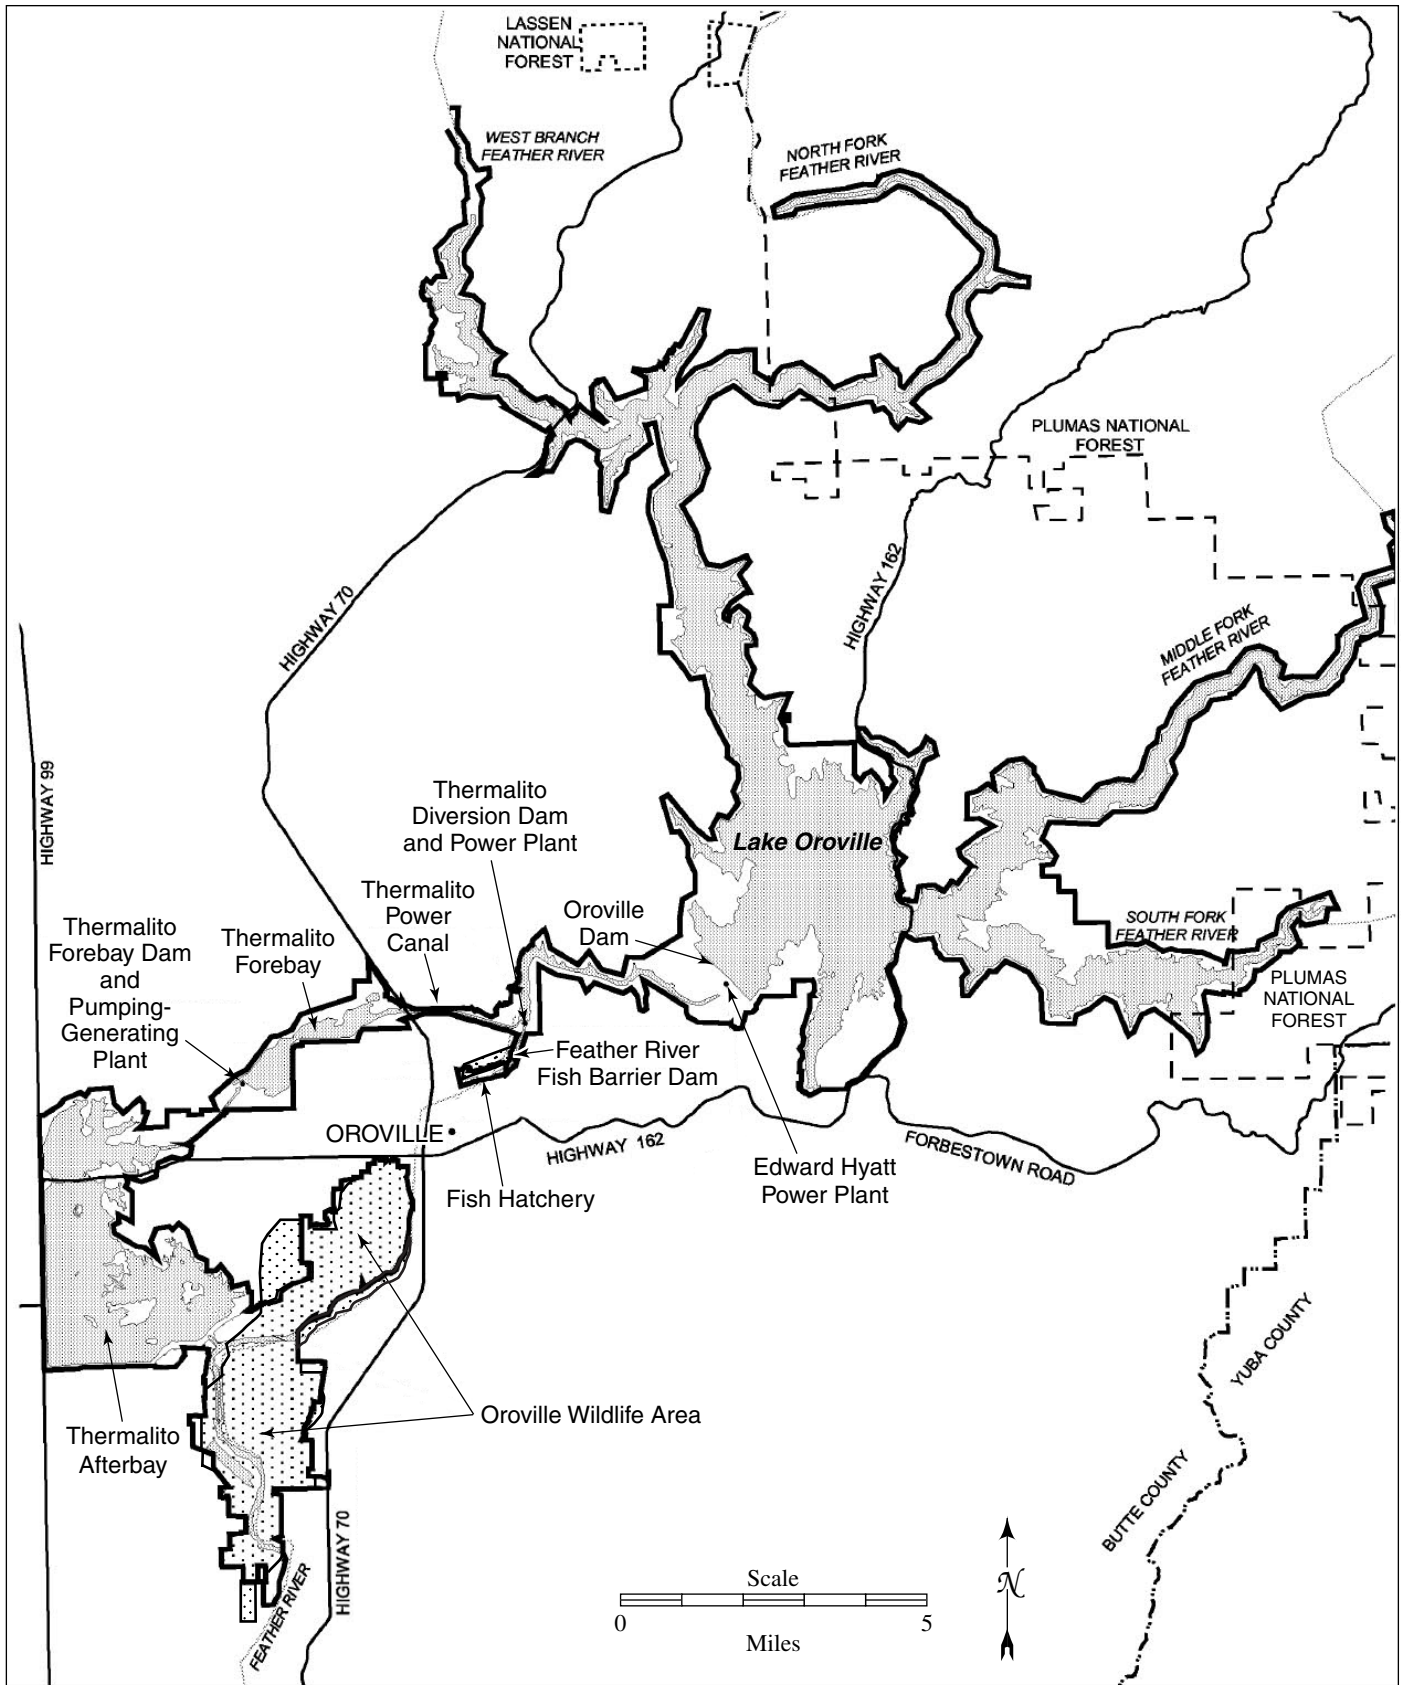 LASSEN
NATIONAL
FOREST
WEST BRANCH
FEATHER RIVER
NORTH FORK
FEATHER RIVER
PLUMAS NATIONAL
FOREST
HIGHWAY 162
HIGHWAY 70
MIDDLE FORK
FEATHER RIVER
HIGHWAY 99
Thermalito
Diversion Dam
and Power Plant
Lake Oroville
Thermalito
Power
Canal
Oroville
Dam
Thermalito
Forebay Dam
and
Pumping-
Generating
Plant
Thermalito
Forebay
SOUTH FORK
FEATHER RIVER
PLUMAS
NATIONAL
FOREST
Feather River
Fish Barrier Dam
OROVILLE
HIGHWAY 162
FORBESTOWN ROAD
Edward Hyatt
Power Plant
Fish Hatchery
YUBA COUNTY
BUTTE COUNTY
Oroville Wildlife Area
Thermalito
Afterbay
HIGHWAY 70
FEATHER RIVER
Scale
0 5
Miles
N